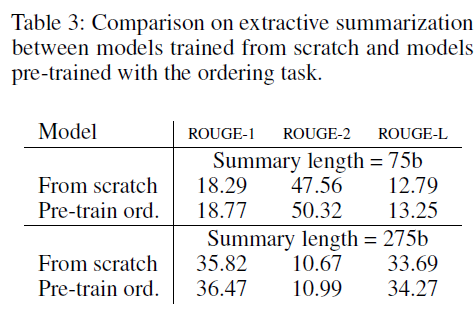 Table 3: Comparison on extractive summarization
between models trained from scratch and models
pre-trained with the ordering task.
Model ROUGE-1 ROUGE-2 ROUGE-L
Summary length = 75b
From scratch 18.29 47.56 12.79
Pre-train ord. 18.77 50.32 13.25
Summary length = 275b
From scratch 35.82 10.67 33.69
Pre-train ord. 36.47 10.99 34.27